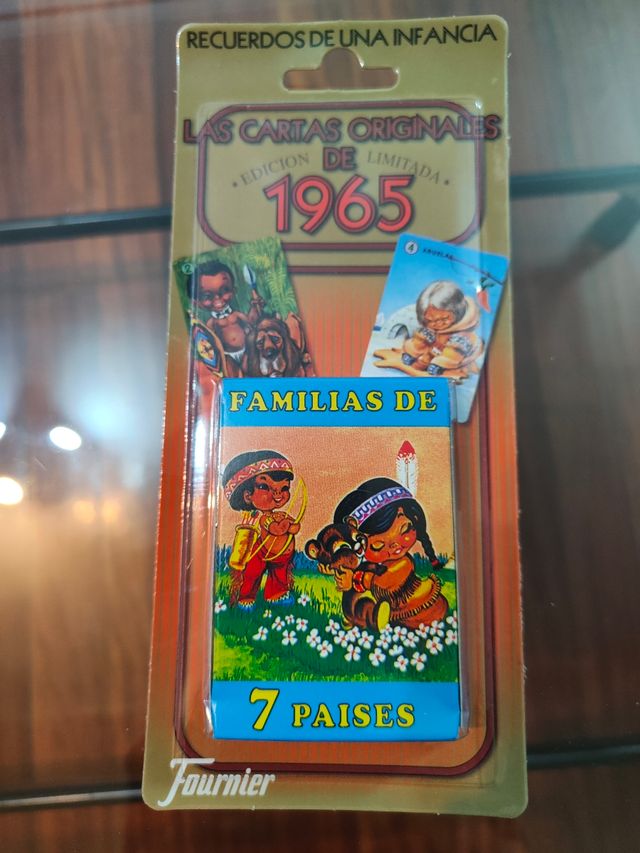 RECUERDOS DE UNA INFANCIA
LAS CARTAS ORIGINALES
DE
• EDICION LIMITADA •
1965
2
4 ABUELA
FAMILIAS DE
7 PAISES
Fournier